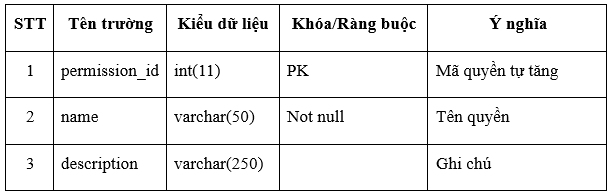 STT Tên trường Kiểu dữ liệu Khóa/Ràng buộc Ý nghĩa
1 permission_id int(11) PK Mã quyền tự tăng
2 name varchar(50) Not null Tên quyền
3 description varchar(250) Ghi chú